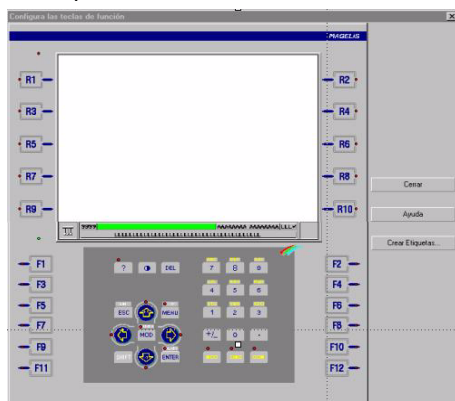 Configura las teclas de función
MAGELIS
R1 R2
R3 R4
R5 R6
R7 R8
R9 R10
Cerrar
Ayuda
Crear Etiquetas...
F1 ? DEL 7 8 9 F2
F3 4 5 6 F4
F5 ESC MENU 1 2 3 F6
F7 MOD +/_ 0 . F8
F9 SHIFT ENTER F10
F11 F12